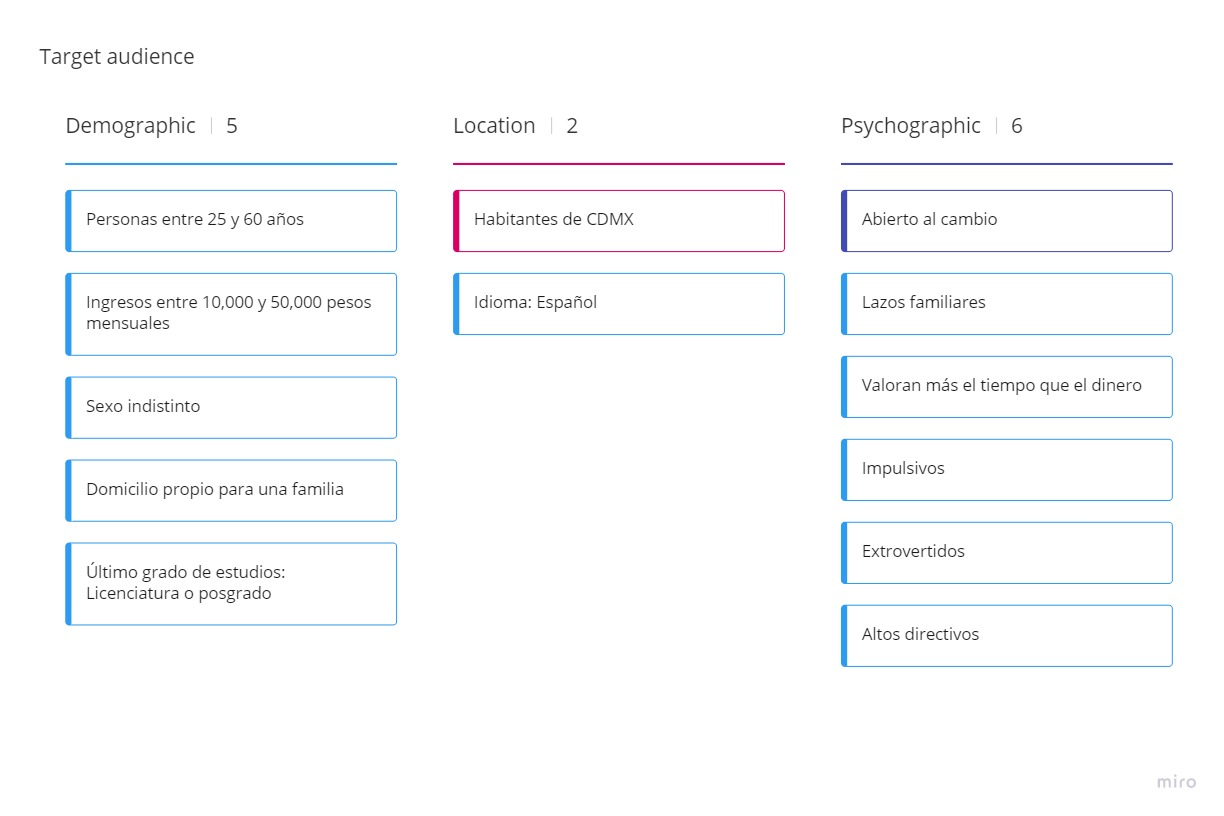 Target audience
Demographic | 5
Personas entre 25 y 60 años
Ingresos entre 10,000 y 50,000 pesos
mensuales
Sexo indistinto
Domicilio propio para una familia
Último grado de estudios:
Licenciatura o posgrado
Location | 2
Habitantes de CDMX
Idioma: Español
Psychographic | 6
Abierto al cambio
Lazos familiares
Valoran más el tiempo que el dinero
Impulsivos
Extrovertidos
Altos directivos
miro